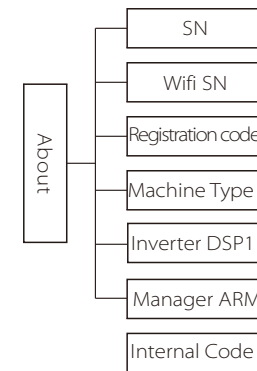 About
SN
Wifi SN
Registration code
Machine Type
Inverter DSP1
Manager ARM
Internal Code